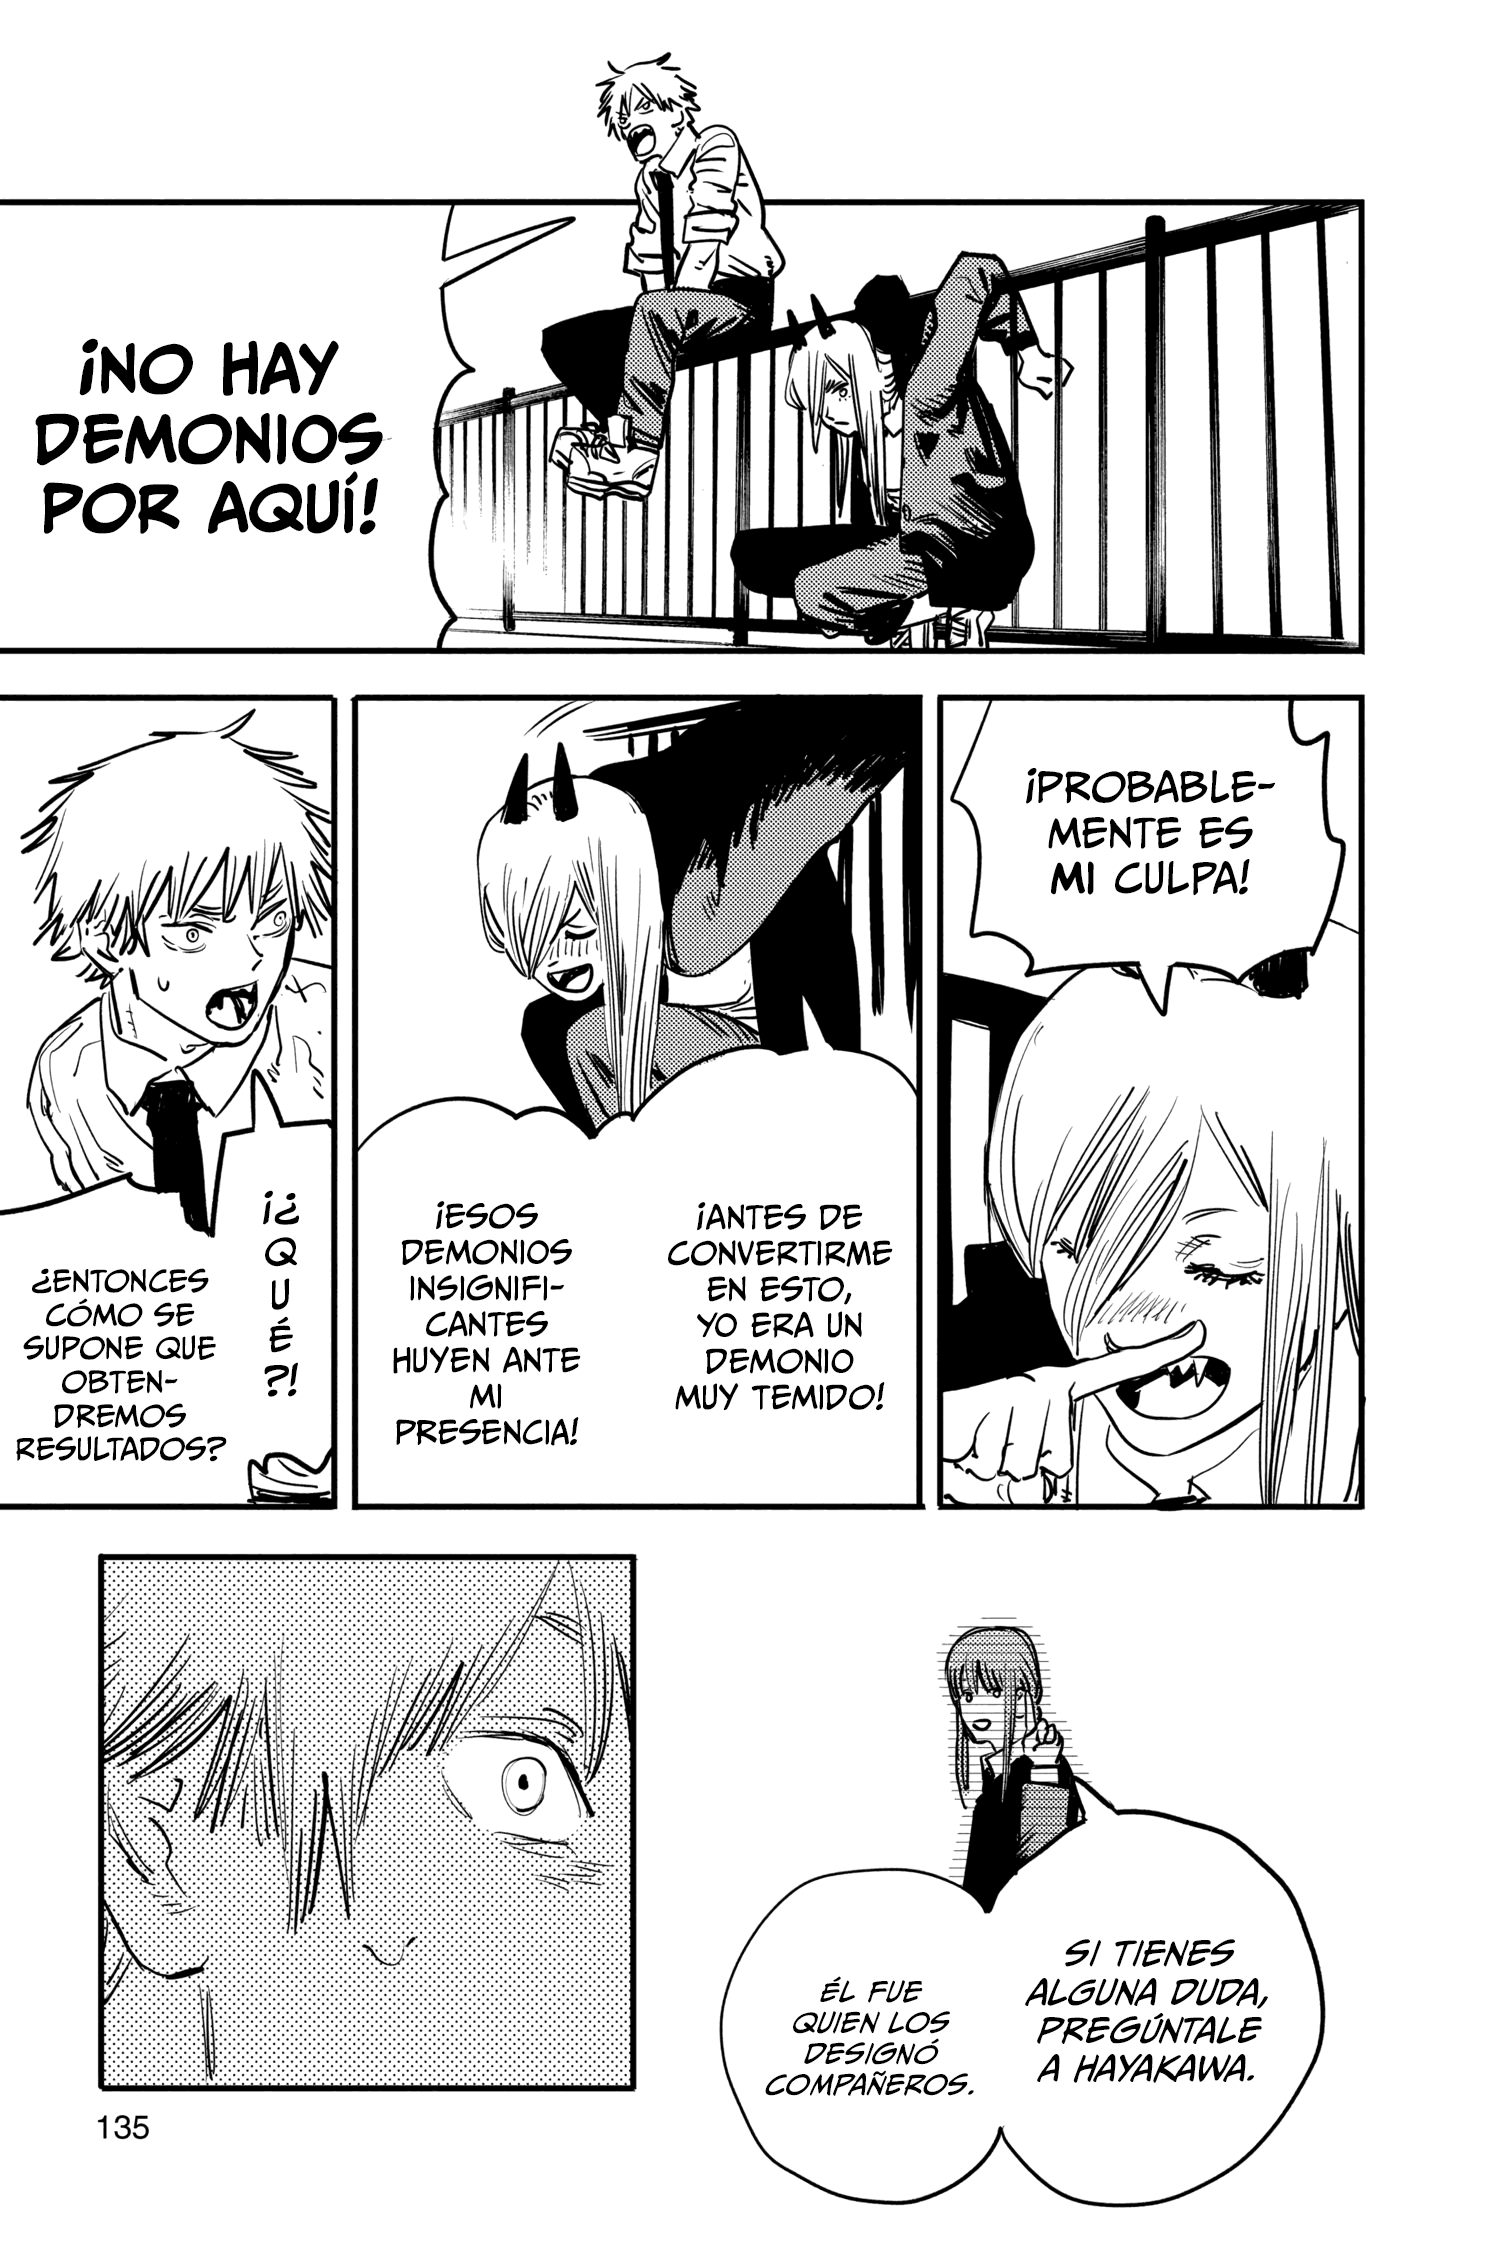 ¡NO HAY
DEMONIOS
POR AQUÍ!
¡PROBABLE-
MENTE ES
MI CULPA!
¡ANTES DE
CONVERTIRME
EN ESTO,
YO ERA UN
DEMONIO
MUY TEMIDO!
¡ESOS
DEMONIOS
INSIGNIFI-
CANTES
HUYEN ANTE
MI
PRESENCIA!
¡¿
Q
U
É
?!
¿ENTONCES
CÓMO SE
SUPONE QUE
OBTEN-
DREMOS
RESULTADOS?
SI TIENES
ALGUNA DUDA,
PREGÚNTALE
A HAYAKAWA.
ÉL FUE
QUIEN LOS
DESIGNÓ
COMPAÑEROS.
135